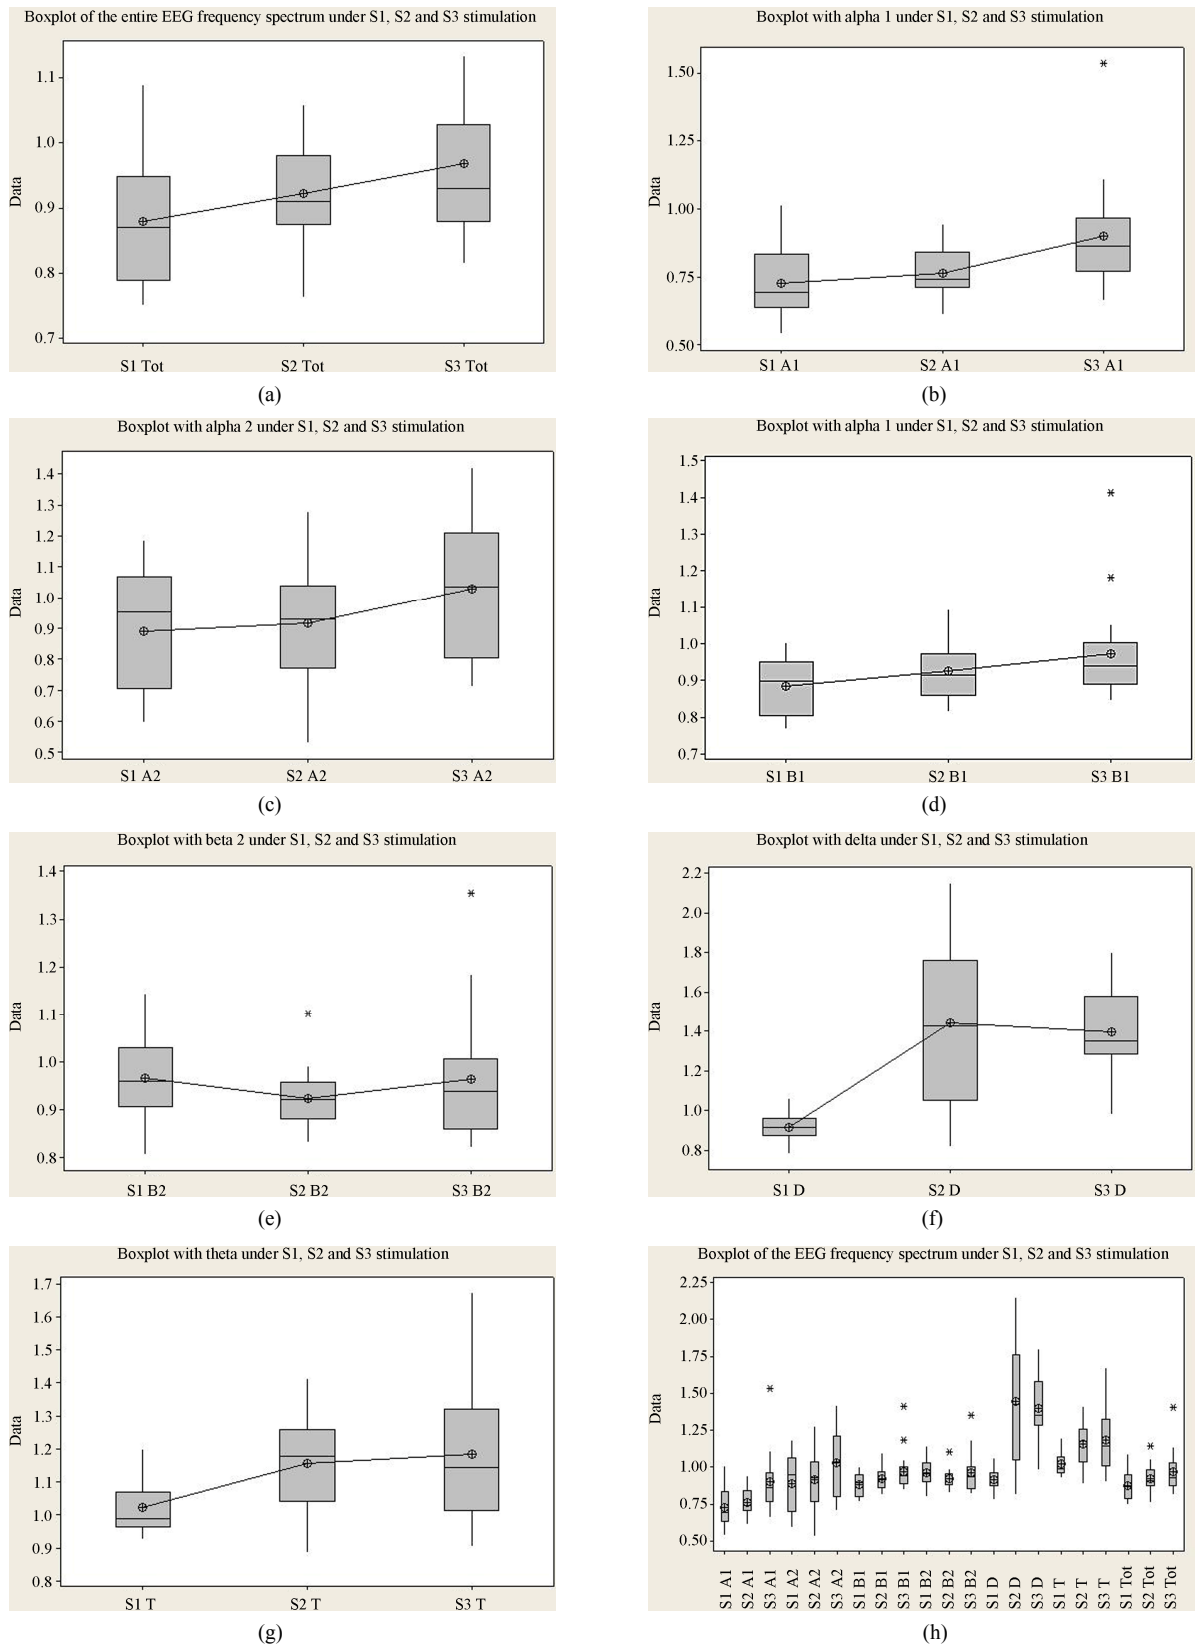 Boxplot of the entire EEG frequency spectrum under S1, S2 and S3 stimulation
1.1
1.0
0.9
0.8
0.7
Data
S1 Tot S2 Tot S3 Tot
(a)
Boxplot with alpha 1 under S1, S2 and S3 stimulation
1.50
1.25
1.00
0.75
0.50
Data
S1 A1 S2 A1 S3 A1
(b)
Boxplot with alpha 2 under S1, S2 and S3 stimulation
1.4
1.3
1.2
1.1
1.0
0.9
0.8
0.7
0.6
0.5
Data
S1 A2 S2 A2 S3 A2
(c)
Boxplot with alpha 1 under S1, S2 and S3 stimulation
1.5
1.4
1.3
1.2
1.1
1.0
0.9
0.8
0.7
Data
S1 B1 S2 B1 S3 B1
(d)
Boxplot with beta 2 under S1, S2 and S3 stimulation
1.4
1.3
1.2
1.1
1.0
0.9
0.8
Data
S1 B2 S2 B2 S3 B2
(e)
Boxplot with delta under S1, S2 and S3 stimulation
2.2
2.0
1.8
1.6
1.4
1.2
1.0
0.8
Data
S1 D S2 D S3 D
(f)
Boxplot with theta under S1, S2 and S3 stimulation
1.7
1.6
1.5
1.4
1.3
1.2
1.1
1.0
0.9
0.8
Data
S1 T S2 T S3 T
(g)
Boxplot of the EEG frequency spectrum under S1, S2 and S3 stimulation
2.25
2.00
1.75
1.50
1.25
1.00
0.75
0.50
Data
S1 A1
S2 A1
S3 A1
S1 A2
S2 A2
S3 A2
S1 B1
S2 B1
S3 B1
S1 B2
S2 B2
S3 B2
S1 D
S2 D
S3 D
S1 T
S2 T
S3 T
S1 Tot
S2 Tot
S3 Tot
(h)